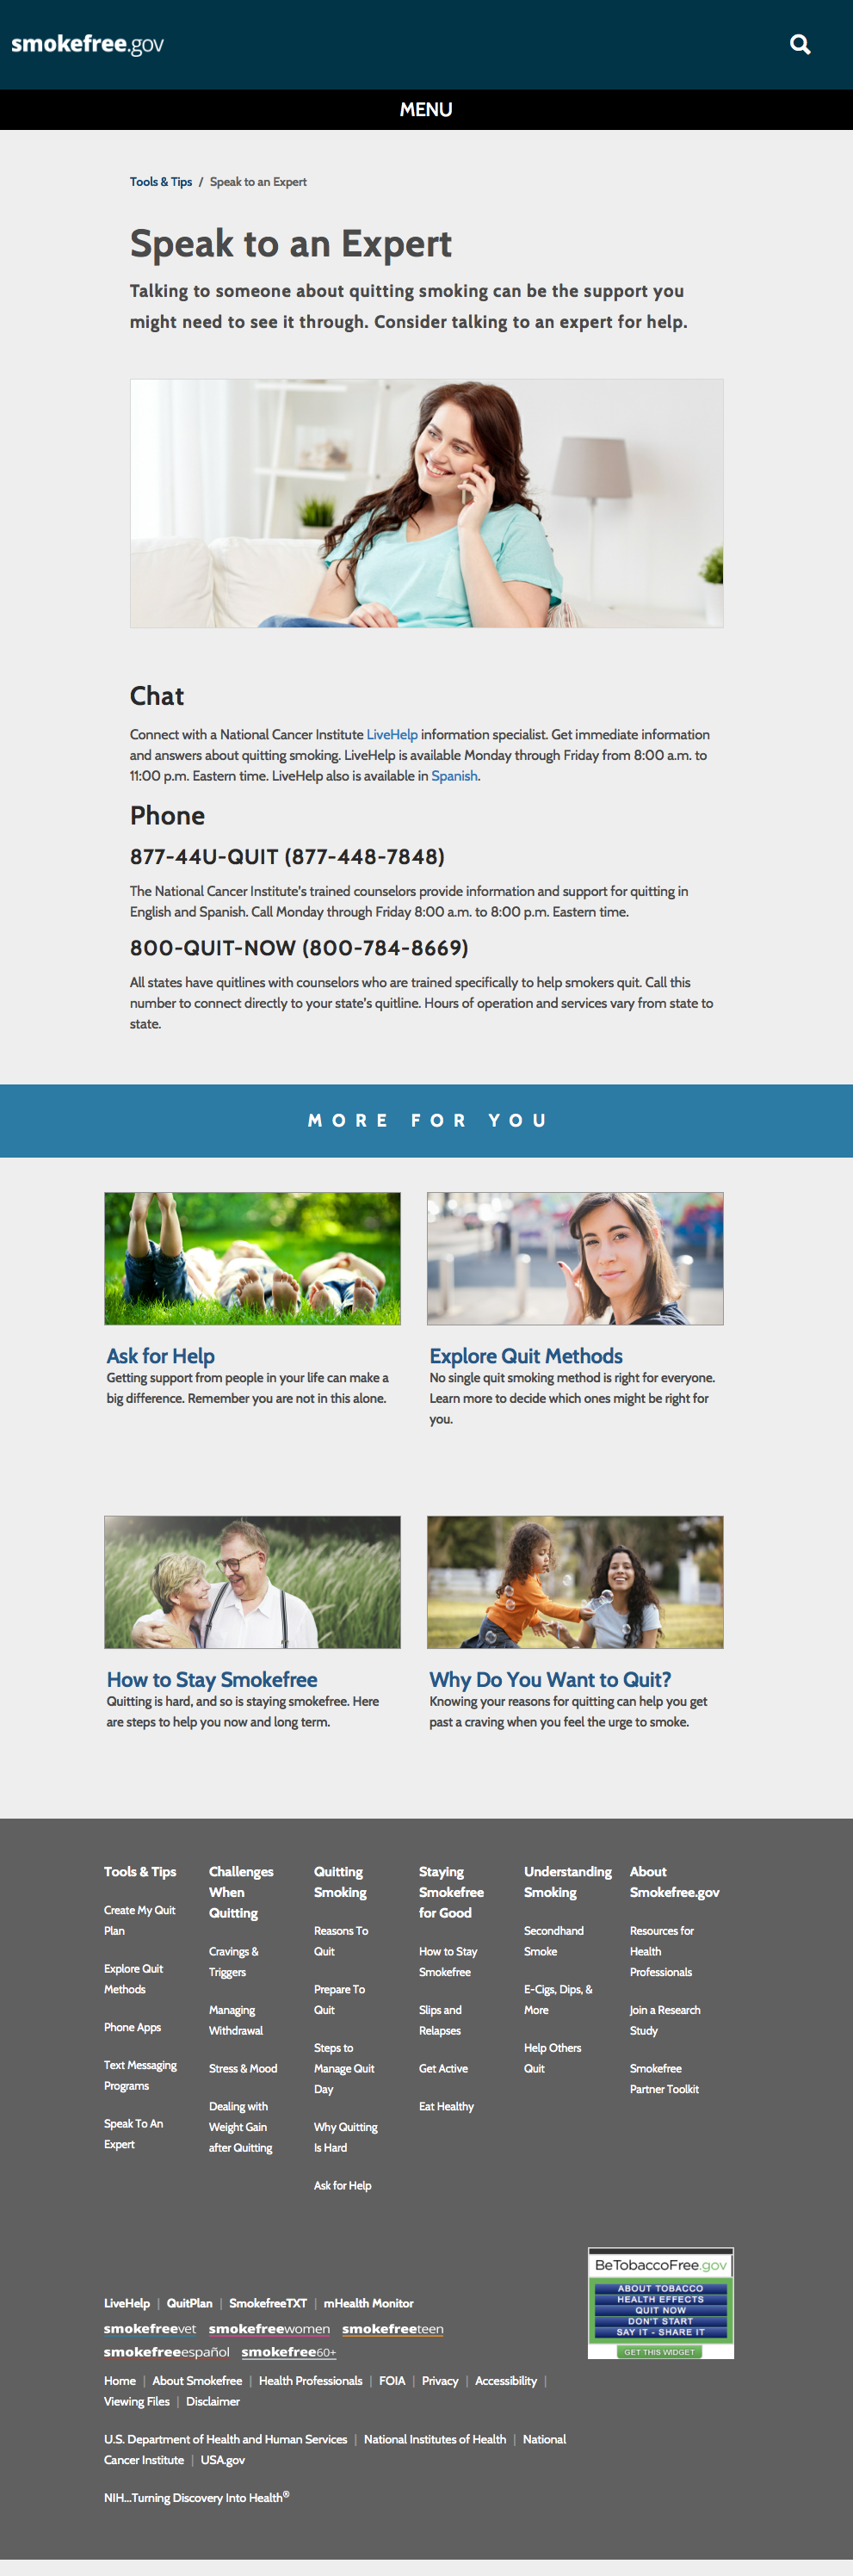 smokefree.gov
MENU
Tools & Tips / Speak to an Expert
Speak to an Expert
Talking to someone about quitting smoking can be the support you
might need to see it through. Consider talking to an expert for help.
Chat
Connect with a National Cancer Institute LiveHelp information specialist. Get immediate information
and answers about quitting smoking. LiveHelp is available Monday through Friday from 8:00 a.m. to
11:00 p.m. Eastern time. LiveHelp also is available in Spanish.
Phone
877-44U-QUIT (877-448-7848)
The National Cancer Institute's trained counselors provide information and support for quitting in
English and Spanish. Call Monday through Friday 8:00 a.m. to 8:00 p.m. Eastern time.
800-QUIT-NOW (800-784-8669)
All states have quitlines with counselors who are trained specifically to help smokers quit. Call this
number to connect directly to your state's quitline. Hours of operation and services vary from state to
state.
MORE FOR YOU
Ask for Help
Getting support from people in your life can make a
big difference. Remember you are not in this alone.
Explore Quit Methods
No single quit smoking method is right for everyone.
Learn more to decide which ones might be right for
you.
How to Stay Smokefree
Quitting is hard, and so is staying smokefree. Here
are steps to help you now and long term.
Why Do You Want to Quit?
Knowing your reasons for quitting can help you get
past a craving when you feel the urge to smoke.
Tools & Tips
Create My Quit
Plan
Explore Quit
Methods
Phone Apps
Text Messaging
Programs
Speak To An
Expert
Challenges
When
Quitting
Cravings &
Triggers
Managing
Withdrawal
Stress & Mood
Dealing with
Weight Gain
after Quitting
Quitting
Smoking
Reasons To
Quit
Prepare To
Quit
Steps to
Manage Quit
Day
Why Quitting
Is Hard
Ask for Help
Staying
Smokefree
for Good
How to Stay
Smokefree
Slips and
Relapses
Get Active
Eat Healthy
Understanding
Smoking
Secondhand
Smoke
E-Cigs, Dips, &
More
Help Others
Quit
About
Smokefree.gov
Resources for
Health
Professionals
Join a Research
Study
Smokefree
Partner Toolkit
BeTobaccoFree.gov
ABOUT TOBACCO
HEALTH EFFECTS
QUIT NOW
DON'T START
SAY IT - SHARE IT
GET THIS WIDGET
LiveHelp | QuitPlan | SmokefreeTXT | mHealth Monitor
smokefreevet smokefreewomen smokefreeteen
smokefreeespañol smokefree60+
Home | About Smokefree | Health Professionals | FOIA | Privacy | Accessibility |
Viewing Files | Disclaimer
U.S. Department of Health and Human Services | National Institutes of Health | National
Cancer Institute | USA.gov
NIH...Turning Discovery Into Health®